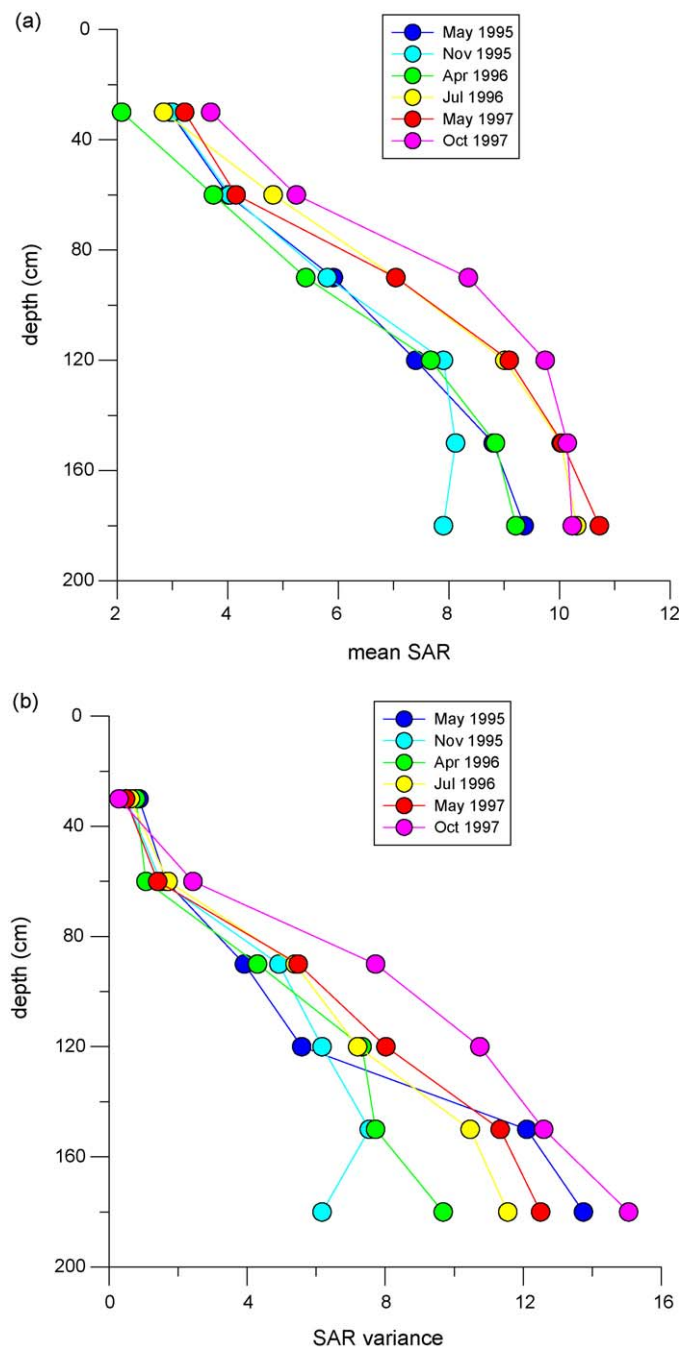 (a)
May 1995
Nov 1995
Apr 1996
Jul 1996
May 1997
Oct 1997
0
40
80
120
160
200
depth (cm)
2
4
6
8
10
12
mean SAR
(b)
May 1995
Nov 1995
Apr 1996
Jul 1996
May 1997
Oct 1997
0
40
80
120
160
200
depth (cm)
0
4
8
12
16
SAR variance